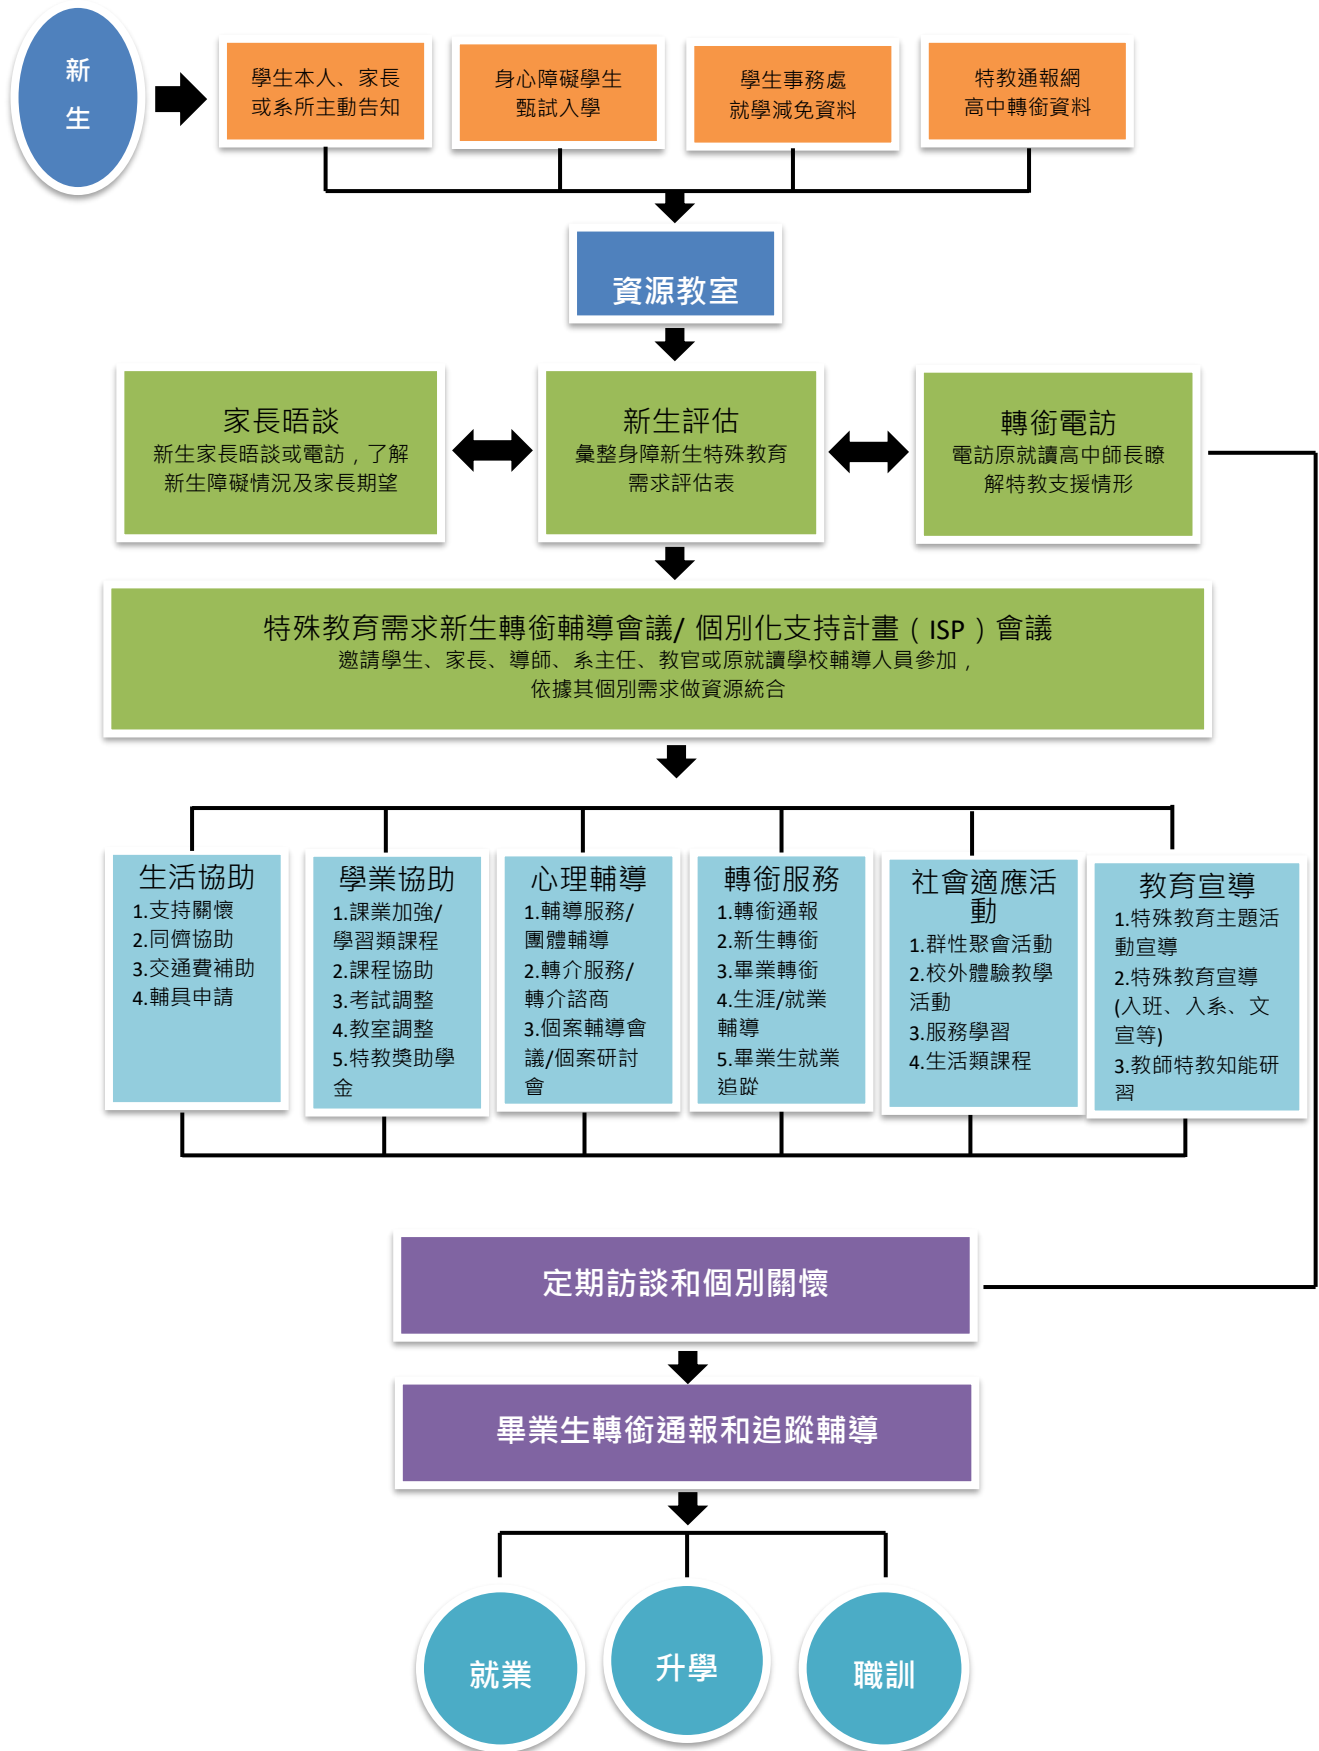 新
生
學生本人、家長
或系所主動告知
身心障礙學生
甄試入學
學生事務處
就學減免資料
特教通報網
高中轉銜資料
資源教室
家長晤談
新生家長晤談或電訪，了解
新生障礙情況及家長期望
新生評估
彙整身障新生特殊教育
需求評估表
轉銜電訪
電訪原就讀高中師長瞭
解特教支援情形
特殊教育需求新生轉銜輔導會議/ 個別化支持計畫（ISP）會議
邀請學生、家長、導師、系主任、教官或原就讀學校輔導人員參加，
依據其個別需求做資源統合
生活協助
1.支持關懷
2.同儕協助
3.交通費補助
4.輔具申請
學業協助
1.課業加強/
學習類課程
2.課程協助
3.考試調整
4.教室調整
5.特教獎助學
金
心理輔導
1.輔導服務/
團體輔導
2.轉介服務/
轉介諮商
3.個案輔導會
議/個案研討
會
轉銜服務
1.轉銜通報
2.新生轉銜
3.畢業轉銜
4.生涯/就業
輔導
5.畢業生就業
追蹤
社會適應活
動
1.群性聚會活動
2.校外體驗教學
活動
3.服務學習
4.生活類課程
教育宣導
1.特殊教育主題活
動宣導
2.特殊教育宣導
(入班、入系、文
宣等)
3.教師特教知能研
習
定期訪談和個別關懷
畢業生轉銜通報和追蹤輔導
就業
升學
職訓